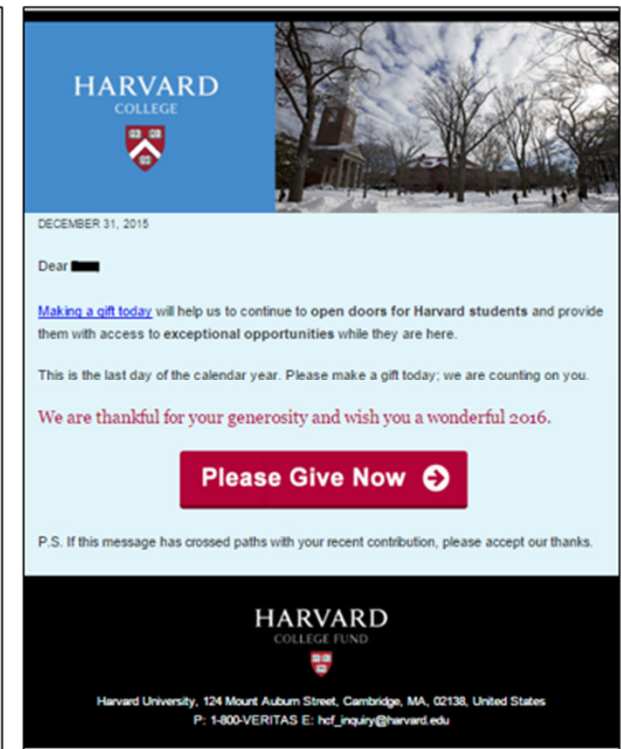 HARVARD
COLLEGE
DECEMBER 31, 2015
Dear
Making a gift today will help us to continue to open doors for Harvard students and provide
them with access to exceptional opportunities while they are here.
This is the last day of the calendar year. Please make a gift today; we are counting on you.
We are thankful for your generosity and wish you a wonderful 2016.
Please Give Now
P.S. If this message has crossed paths with your recent contribution, please accept our thanks.
HARVARD
COLLEGE FUND
Harvard University, 124 Mount Auburn Street, Cambridge, MA, 02138, United States
P: 1-800-VERITAS E: hcf_inquiry@harvard.edu